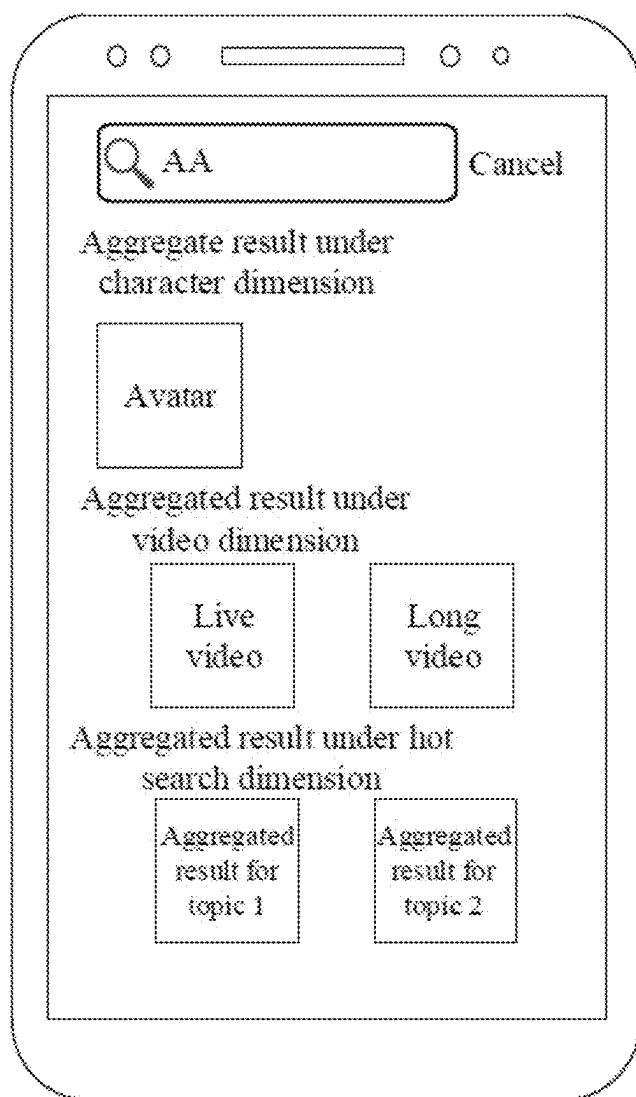 AA
Cancel
Aggregate result under
character dimension
Avatar
Aggregated result under
video dimension
Live
video
Long
video
Aggregated result under hot
search dimension
Aggregated
result for
topic 1
Aggregated
result for
topic 2